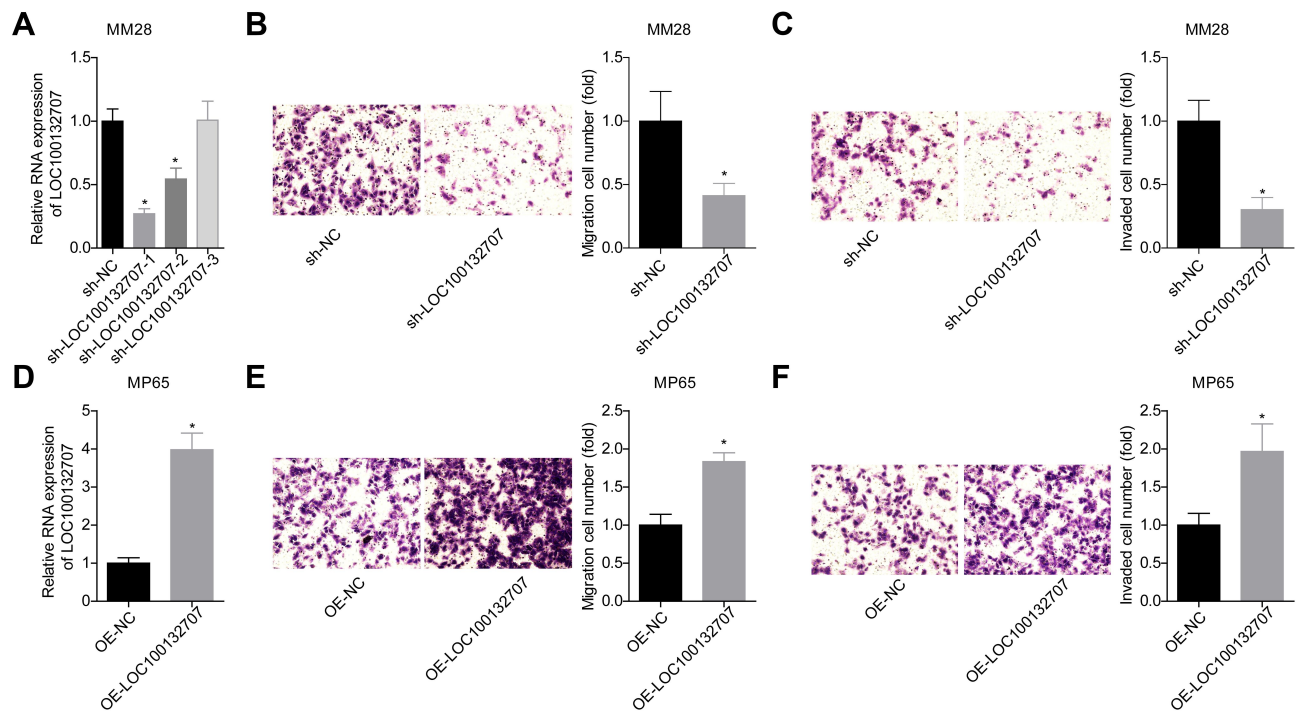 A
MM28
Relative RNA expression
of LOC100132707
1.5
1.0
0.5
0.0
sh-NC
sh-LOC100132707-1
sh-LOC100132707-2
sh-LOC100132707-3
*
*
B
sh-NC
sh-LOC100132707
MM28
Migration cell number (fold)
1.5
1.0
0.5
0.0
*
sh-NC
sh-LOC100132707
C
sh-NC
sh-LOC100132707
MM28
Invaded cell number (fold)
1.5
1.0
0.5
0.0
*
sh-NC
sh-LOC100132707
D
MP65
Relative RNA expression
of LOC100132707
5
4
3
2
1
0
*
OE-NC
OE-LOC100132707
E
OE-NC
OE-LOC100132707
MP65
Migration cell number (fold)
2.5
2.0
1.5
1.0
0.5
0.0
*
OE-NC
OE-LOC100132707
F
OE-NC
OE-LOC100132707
MP65
Invaded cell number (fold)
2.5
2.0
1.5
1.0
0.5
0.0
*
OE-NC
OE-LOC100132707